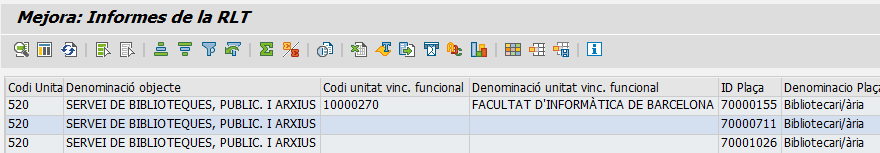 Mejora: Informes de la RLT
Codi Unita Denominació objecte Codi unitat vinc. funcional Denominació unitat vinc. funcional ID Plaça Denominacio Plaça
520 SERVEI DE BIBLIOTEQUES, PUBLIC. I ARXIUS 10000270 FACULTAT D'INFORMÀTICA DE BARCELONA 70000155 Bibliotecari/ària
520 SERVEI DE BIBLIOTEQUES, PUBLIC. I ARXIUS 70000711 Bibliotecari/ària
520 SERVEI DE BIBLIOTEQUES, PUBLIC. I ARXIUS 70001026 Bibliotecari/ària